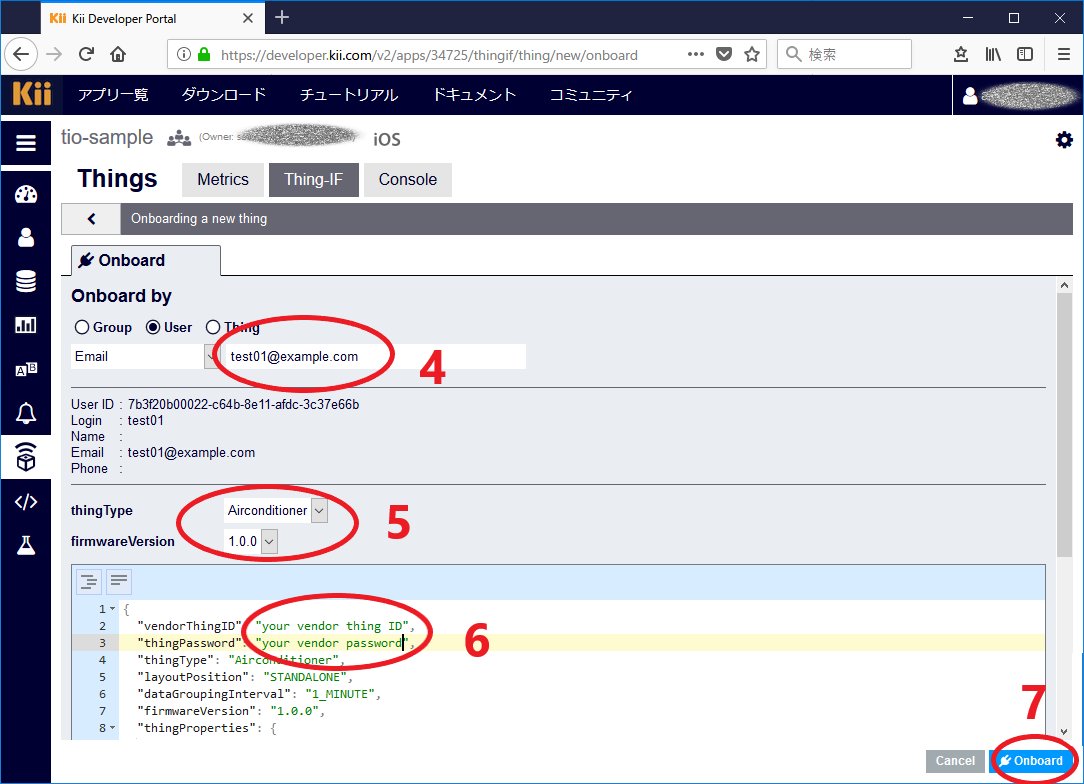 Kii Kii Developer Portal
https://developer.kii.com/v2/apps/34725/thingif/thing/new/onboard
検索
Kii アプリ一覧 ダウンロード チュートリアル ドキュメント コミュニティ
tio-sample (Owner: iOS
Things Metrics Thing-IF Console
Onboarding a new thing
Onboard
Onboard by
Group User Thing
Email test01@example.com 4
User ID : 7b3f20b00022-c64b-8e11-afdc-3c37e66b
Login : test01
Name :
Email : test01@example.com
Phone :
thingType Airconditioner 5
firmwareVersion 1.0.0
1 {
2 "vendorThingID": "your vendor thing ID",
3 "thingPassword": "your vendor password",
6
4 "thingType": "Airconditioner",
5 "layoutPosition": "STANDALONE",
6 "dataGroupingInterval": "1_MINUTE",
7 "firmwareVersion": "1.0.0",
8 "thingProperties": {
7
Cancel Onboard